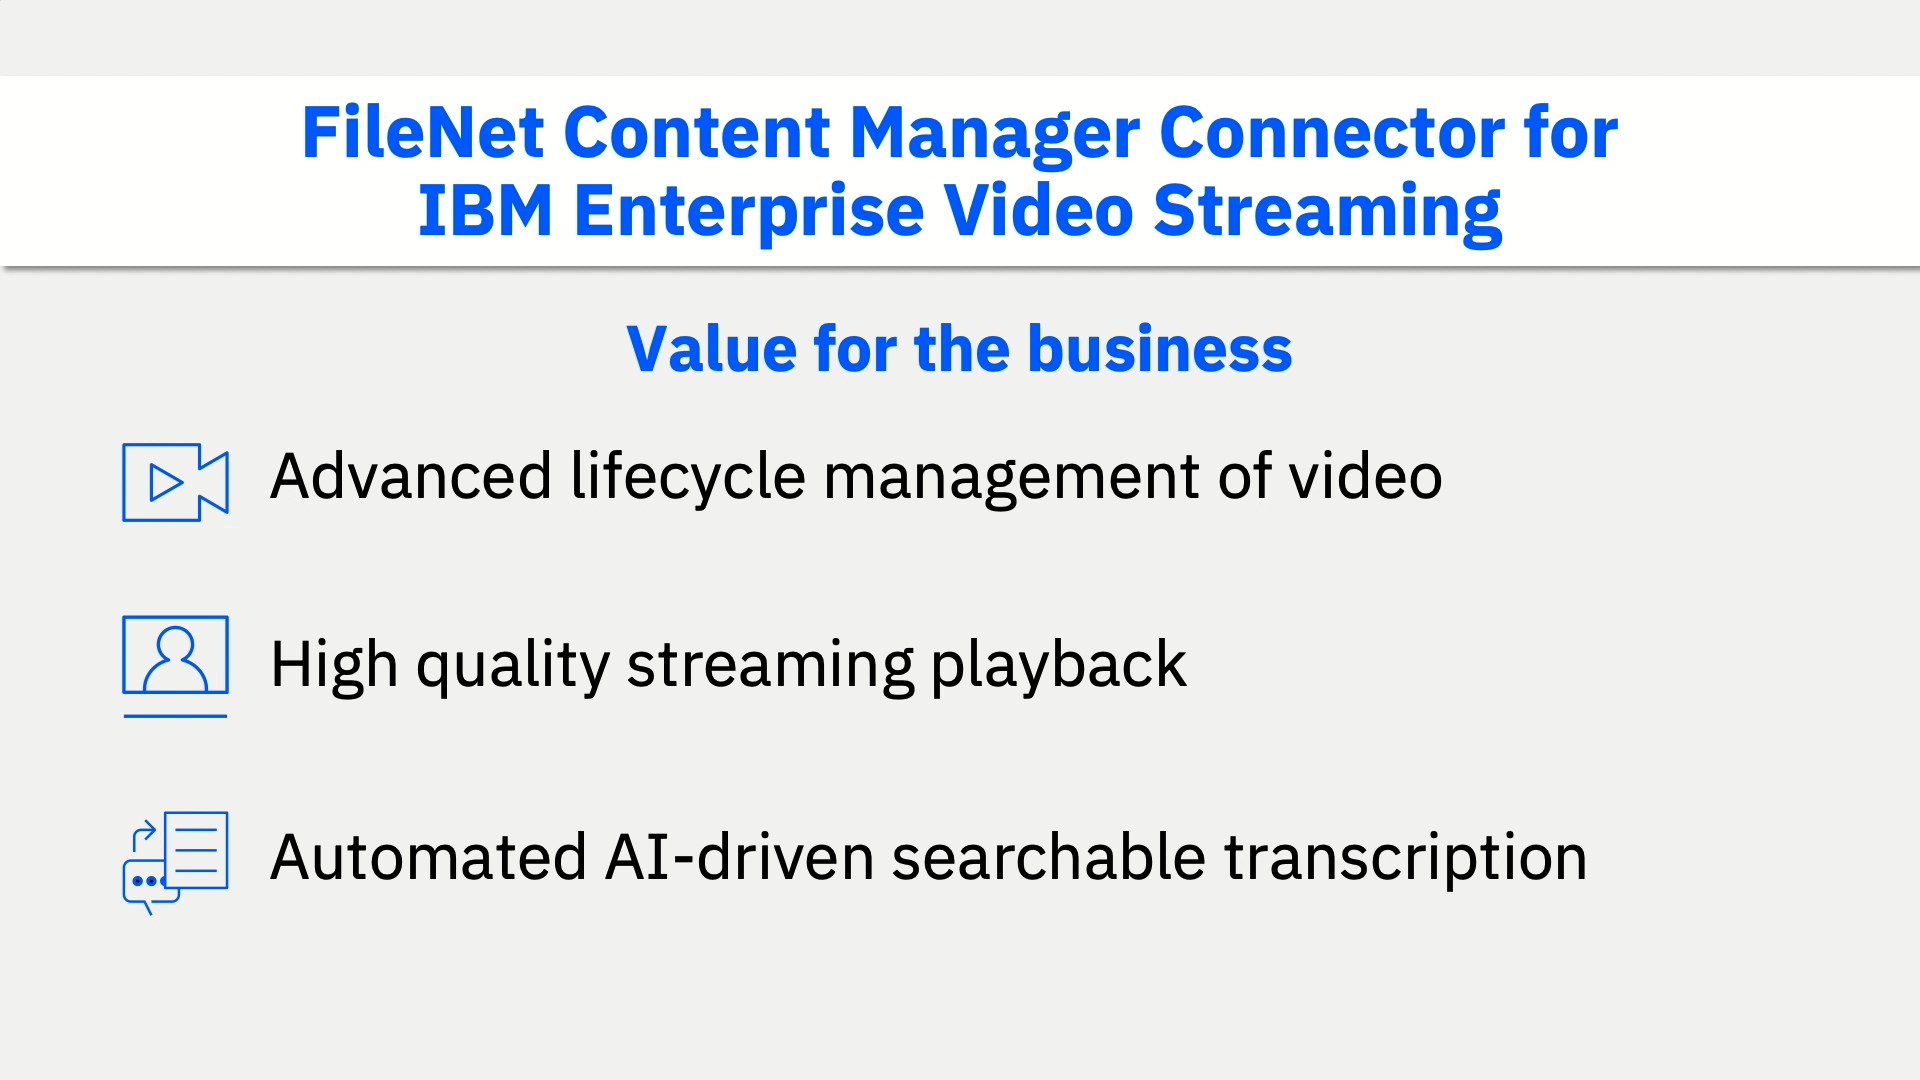 FileNet Content Manager Connector for
IBM Enterprise Video Streaming
Value for the business
Advanced lifecycle management of video
High quality streaming playback
Automated AI-driven searchable transcription